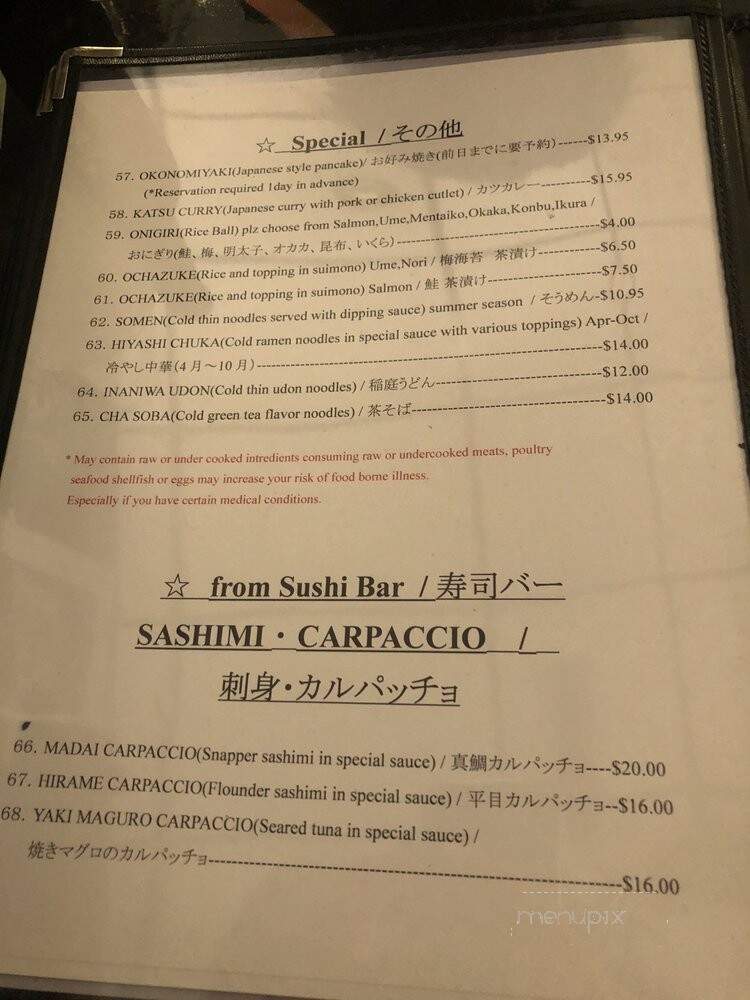 ☆ Special / その他
57. OKONOMIYAKI(Japanese style pancake)/ お好み焼き(前日までに要予約)------$13.95
(*Reservation required 1day in advance)
58. KATSU CURRY(Japanese curry with pork or chicken cutlet) / カツカレー-----------$15.95
59. ONIGIRI(Rice Ball) plz choose from Salmon,Ume,Mentaiko,Okaka,Konbu,Ikura /
おにぎり(鮭、梅、明太子、オカカ、昆布、いくら)-----------------------------$4.00
60. OCHAZUKE(Rice and topping in suimono) Ume,Nori / 梅海苔 茶漬け---------$6.50
61. OCHAZUKE(Rice and topping in suimono) Salmon / 鮭 茶漬け-----------------$7.50
62. SOMEN(Cold thin noodles served with dipping sauce) summer season / そうめん-$10.95
63. HIYASHI CHUKA(Cold ramen noodles in special sauce with various toppings) Apr-Oct /
冷やし中華(4月～10月)------------------------------------------------------------$14.00
64. INANIWA UDON(Cold thin udon noodles) / 稲庭うどん-----------------------------$12.00
65. CHA SOBA(Cold green tea flavor noodles) / 茶そば----------------------------------$14.00
* May contain raw or under cooked intredients consuming raw or undercooked meats, poultry
seafood shellfish or eggs may increase your risk of food borne illness.
Especially if you have certain medical conditions.
☆ from Sushi Bar / 寿司バー
SASHIMI・CARPACCIO /
刺身・カルパッチョ
66. MADAI CARPACCIO(Snapper sashimi in special sauce) / 真鯛カルパッチョ----$20.00
67. HIRAME CARPACCIO(Flounder sashimi in special sauce) / 平目カルパッチョ--$16.00
68. YAKI MAGURO CARPACCIO(Seared tuna in special sauce) /
焼きマグロのカルパッチョ--------------------------------------------------------------$16.00
menupix